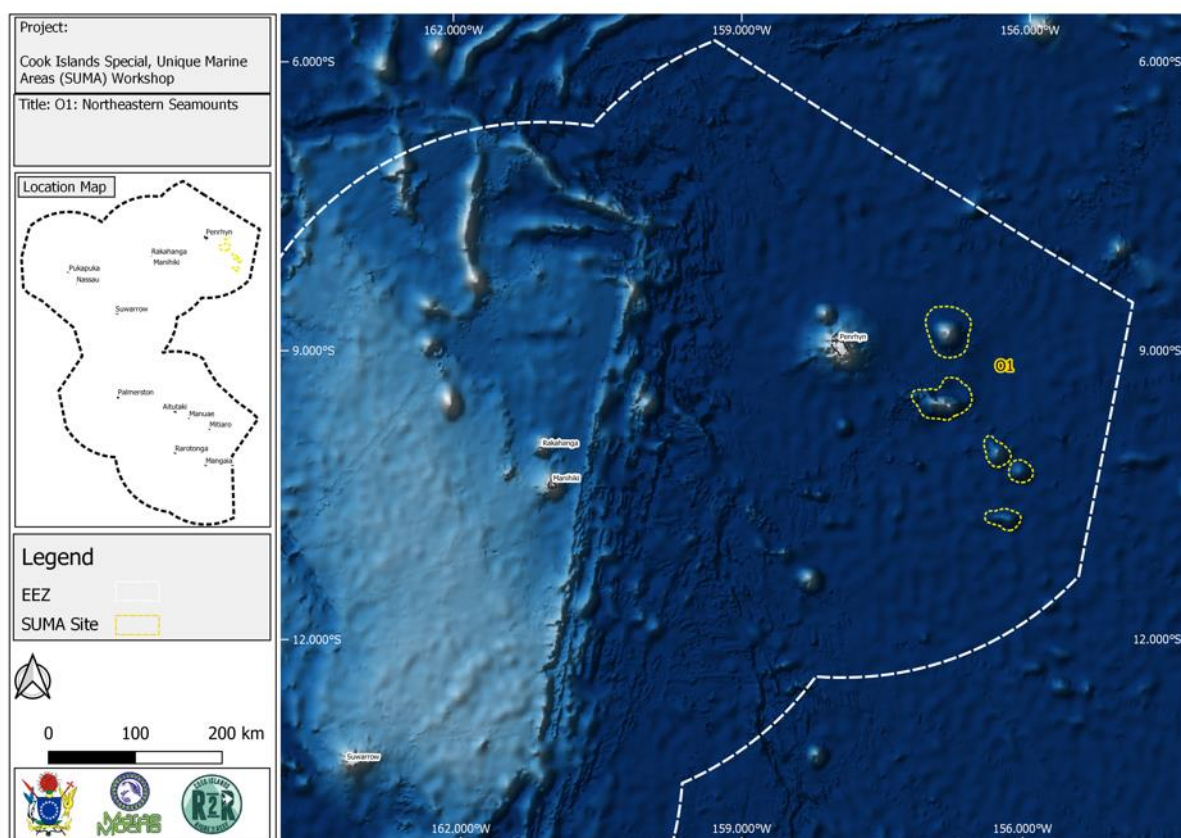 Project:
Cook Islands Special, Unique Marine
Areas (SUMA) Workshop
Title: O1: Northeastern Seamounts
Location Map
Penrhyn
Rakahanga
Manihiki
Pukapuka
Nassau
Suwarrow
Palmerston
Aitutaki
Manuae
Mitiaro
Rarotonga
Mangaia
Legend
EEZ
SUMA Site
0 100 200 km
R2R
162.000°W 159.000°W 156.000°W
6.000°S 6.000°S
9.000°S 9.000°S
Penrhyn
O1
Rakahanga
Manihiki
12.000°S 12.000°S
Suwarrow
162.000°W 159.000°W 156.000°W